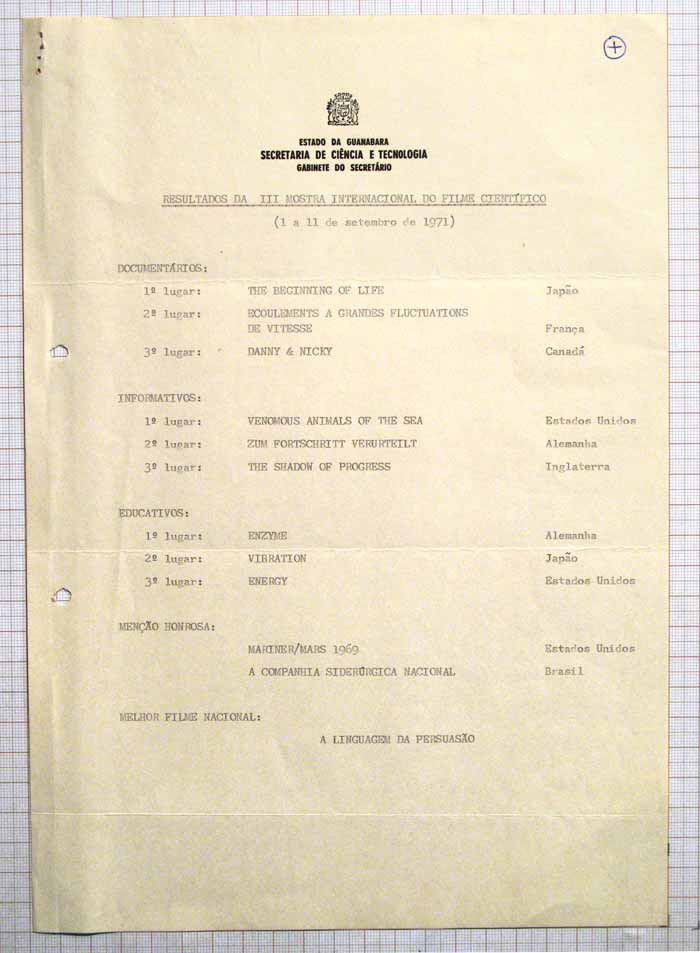 ESTADO DA GUANABARA
SECRETARIA DE CIÊNCIA E TECNOLOGIA
GABINETE DO SECRETÁRIO
RESULTADOS DA III MOSTRA INTERNACIONAL DO FILME CIENTÍFICO
(1 a 11 de setembro de 1971)
DOCUMENTÁRIOS:
1º lugar: THE BEGINNING OF LIFE Japão
2º lugar: ECOULEMENTS A GRANDES FLUCTUATIONS
DE VITESSE França
3º lugar: DANNY & NICKY Canadá
INFORMATIVOS:
1º lugar: VENOMOUS ANIMALS OF THE SEA Estados Unidos
2º lugar: ZUM FORTSCHRITT VERURTEILT Alemanha
3º lugar: THE SHADOW OF PROGRESS Inglaterra
EDUCATIVOS:
1º lugar: ENZYME Alemanha
2º lugar: VIBRATION Japão
3º lugar: ENERGY Estados Unidos
MENÇÃO HONROSA:
MARINER/MARS 1969 Estados Unidos
A COMPANHIA SIDERÚRGICA NACIONAL Brasil
MELHOR FILME NACIONAL:
A LINGUAGEM DA PERSUASÃO